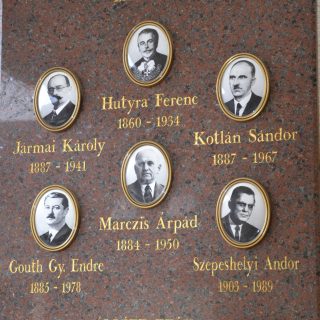 Hutyra Ferenc
1860 - 1934
Jármai Károly
1887 - 1941
Kotlán Sándor
1887 - 1967
Marczis Árpád
1884 - 1950
Gouth Gy. Endre
1885 - 1978
Szepeshelyi Andor
1903 - 1989